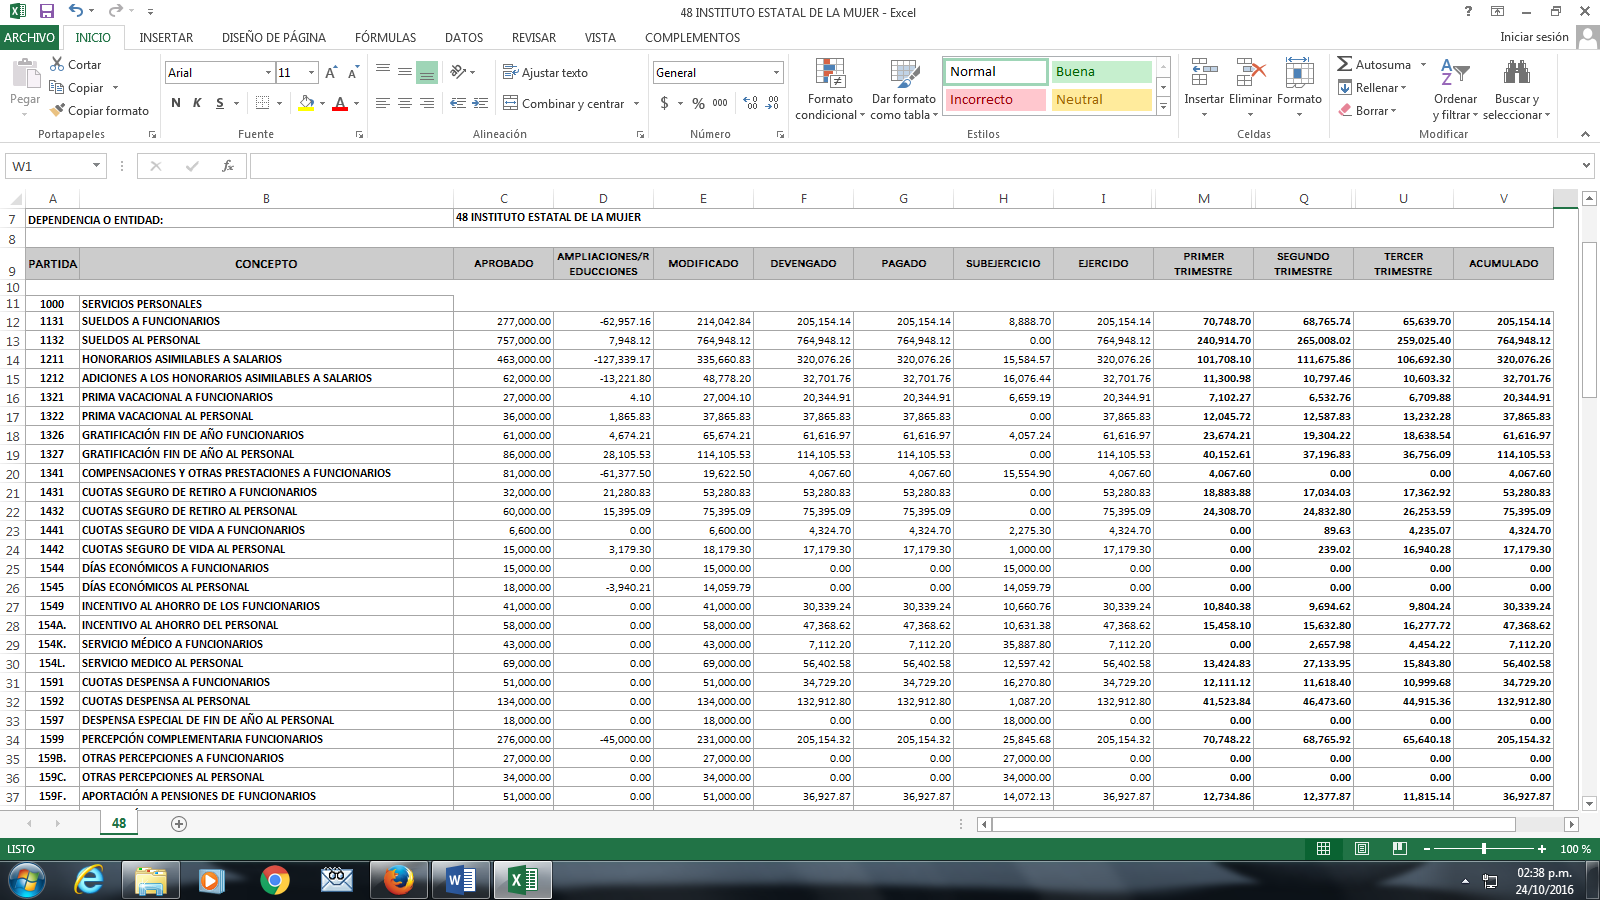 48 INSTITUTO ESTATAL DE LA MUJER - Excel
ARCHIVO INICIO INSERTAR DISEÑO DE PÁGINA FÓRMULAS DATOS REVISAR VISTA COMPLEMENTOS Iniciar sesión
Pegar Cortar Copiar Copiar formato Portapapeles
Arial 11 N K S A A A Fuente
Ajustar texto Combinar y centrar Alineación
General $ % 000 Número
Formato condicional Dar formato como tabla Normal Buena Incorrecto Neutral Estilos
Insertar Eliminar Formato Celdas
Autosuma Rellenar Borrar Ordenar y filtrar Buscar y seleccionar Modificar
W1 fx
A B C D E F G H I M Q U V
7 DEPENDENCIA O ENTIDAD: 48 INSTITUTO ESTATAL DE LA MUJER
8
9 PARTIDA CONCEPTO APROBADO AMPLIACIONES/REDUCCIONES MODIFICADO DEVENGADO PAGADO SUBEJERCICIO EJERCIDO PRIMER TRIMESTRE SEGUNDO TRIMESTRE TERCER TRIMESTRE ACUMULADO
10
11 1000 SERVICIOS PERSONALES
12 1131 SUELDOS A FUNCIONARIOS 277,000.00 -62,957.16 214,042.84 205,154.14 205,154.14 8,888.70 205,154.14 70,748.70 68,765.74 65,639.70 205,154.14
13 1132 SUELDOS AL PERSONAL 757,000.00 7,948.12 764,948.12 764,948.12 764,948.12 0.00 764,948.12 240,914.70 265,008.02 259,025.40 764,948.12
14 1211 HONORARIOS ASIMILABLES A SALARIOS 463,000.00 -127,339.17 335,660.83 320,076.26 320,076.26 15,584.57 320,076.26 101,708.10 111,675.86 106,692.30 320,076.26
15 1212 ADICIONES A LOS HONORARIOS ASIMILABLES A SALARIOS 62,000.00 -13,221.80 48,778.20 32,701.76 32,701.76 16,076.44 32,701.76 11,300.98 10,797.46 10,603.32 32,701.76
16 1321 PRIMA VACACIONAL A FUNCIONARIOS 27,000.00 4.10 27,004.10 20,344.91 20,344.91 6,659.19 20,344.91 7,102.27 6,532.76 6,709.88 20,344.91
17 1322 PRIMA VACACIONAL AL PERSONAL 36,000.00 1,865.83 37,865.83 37,865.83 37,865.83 0.00 37,865.83 12,045.72 12,587.83 13,232.28 37,865.83
18 1326 GRATIFICACIÓN FIN DE AÑO FUNCIONARIOS 61,000.00 4,674.21 65,674.21 61,616.97 61,616.97 4,057.24 61,616.97 23,674.21 19,304.22 18,638.54 61,616.97
19 1327 GRATIFICACIÓN FIN DE AÑO AL PERSONAL 86,000.00 28,105.53 114,105.53 114,105.53 114,105.53 0.00 114,105.53 40,152.61 37,196.83 36,756.09 114,105.53
20 1341 COMPENSACIONES Y OTRAS PRESTACIONES A FUNCIONARIOS 81,000.00 -61,377.50 19,622.50 4,067.60 4,067.60 15,554.90 4,067.60 4,067.60 0.00 0.00 4,067.60
21 1431 CUOTAS SEGURO DE RETIRO A FUNCIONARIOS 32,000.00 21,280.83 53,280.83 53,280.83 53,280.83 0.00 53,280.83 18,883.88 17,034.03 17,362.92 53,280.83
22 1432 CUOTAS SEGURO DE RETIRO AL PERSONAL 60,000.00 15,395.09 75,395.09 75,395.09 75,395.09 0.00 75,395.09 24,308.70 24,832.80 26,253.59 75,395.09
23 1441 CUOTAS SEGURO DE VIDA A FUNCIONARIOS 6,600.00 0.00 6,600.00 4,324.70 4,324.70 2,275.30 4,324.70 0.00 89.63 4,235.07 4,324.70
24 1442 CUOTAS SEGURO DE VIDA AL PERSONAL 15,000.00 3,179.30 18,179.30 17,179.30 17,179.30 1,000.00 17,179.30 0.00 239.02 16,940.28 17,179.30
25 1544 DÍAS ECONÓMICOS A FUNCIONARIOS 15,000.00 0.00 15,000.00 0.00 0.00 15,000.00 0.00 0.00 0.00 0.00 0.00
26 1545 DÍAS ECONÓMICOS AL PERSONAL 18,000.00 -3,940.21 14,059.79 0.00 0.00 14,059.79 0.00 0.00 0.00 0.00 0.00
27 1549 INCENTIVO AL AHORRO DE LOS FUNCIONARIOS 41,000.00 0.00 41,000.00 30,339.24 30,339.24 10,660.76 30,339.24 10,840.38 9,694.62 9,804.24 30,339.24
28 154A. INCENTIVO AL AHORRO DEL PERSONAL 58,000.00 0.00 58,000.00 47,368.62 47,368.62 10,631.38 47,368.62 15,458.10 15,632.80 16,277.72 47,368.62
29 154K. SERVICIO MÉDICO A FUNCIONARIOS 43,000.00 0.00 43,000.00 7,112.20 7,112.20 35,887.80 7,112.20 0.00 2,657.98 4,454.22 7,112.20
30 154L. SERVICIO MEDICO AL PERSONAL 69,000.00 0.00 69,000.00 56,402.58 56,402.58 12,597.42 56,402.58 13,424.83 27,133.95 15,843.80 56,402.58
31 1591 CUOTAS DESPENSA A FUNCIONARIOS 51,000.00 0.00 51,000.00 34,729.20 34,729.20 16,270.80 34,729.20 12,111.12 11,618.40 10,999.68 34,729.20
32 1592 CUOTAS DESPENSA AL PERSONAL 134,000.00 0.00 134,000.00 132,912.80 132,912.80 1,087.20 132,912.80 41,523.84 46,473.60 44,915.36 132,912.80
33 1597 DESPENSA ESPECIAL DE FIN DE AÑO AL PERSONAL 18,000.00 0.00 18,000.00 0.00 0.00 18,000.00 0.00 0.00 0.00 0.00 0.00
34 1599 PERCEPCIÓN COMPLEMENTARIA FUNCIONARIOS 276,000.00 -45,000.00 231,000.00 205,154.32 205,154.32 25,845.68 205,154.32 70,748.22 68,765.92 65,640.18 205,154.32
35 159B. OTRAS PERCEPCIONES A FUNCIONARIOS 27,000.00 0.00 27,000.00 0.00 0.00 27,000.00 0.00 0.00 0.00 0.00 0.00
36 159C. OTRAS PERCEPCIONES AL PERSONAL 34,000.00 0.00 34,000.00 0.00 0.00 34,000.00 0.00 0.00 0.00 0.00 0.00
37 159F. APORTACIÓN A PENSIONES DE FUNCIONARIOS 51,000.00 0.00 51,000.00 36,927.87 36,927.87 14,072.13 36,927.87 12,734.86 12,377.87 11,815.14 36,927.87
48
LISTO 100 %
02:38 p.m.
24/10/2016